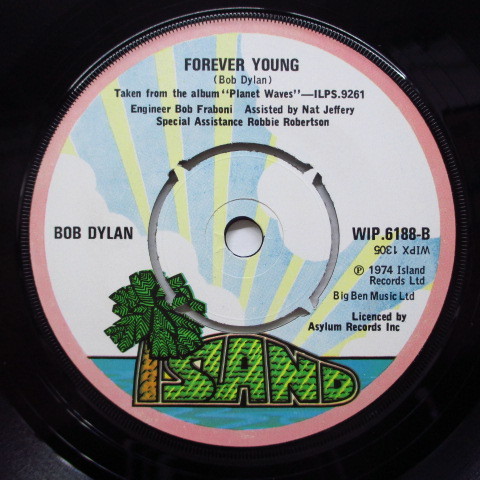 FOREVER YOUNG
(Bob Dylan)
Taken from the album "Planet Waves"—ILPS.9261
Engineer Bob Fraboni Assisted by Nat Jeffery
Special Assistance Robbie Robertson
BOB DYLAN
WIP.6188-B
WIPX 1305
℗ 1974 Island
Records Ltd
Big Ben Music Ltd
Licenced by
Asylum Records Inc
ISLAND